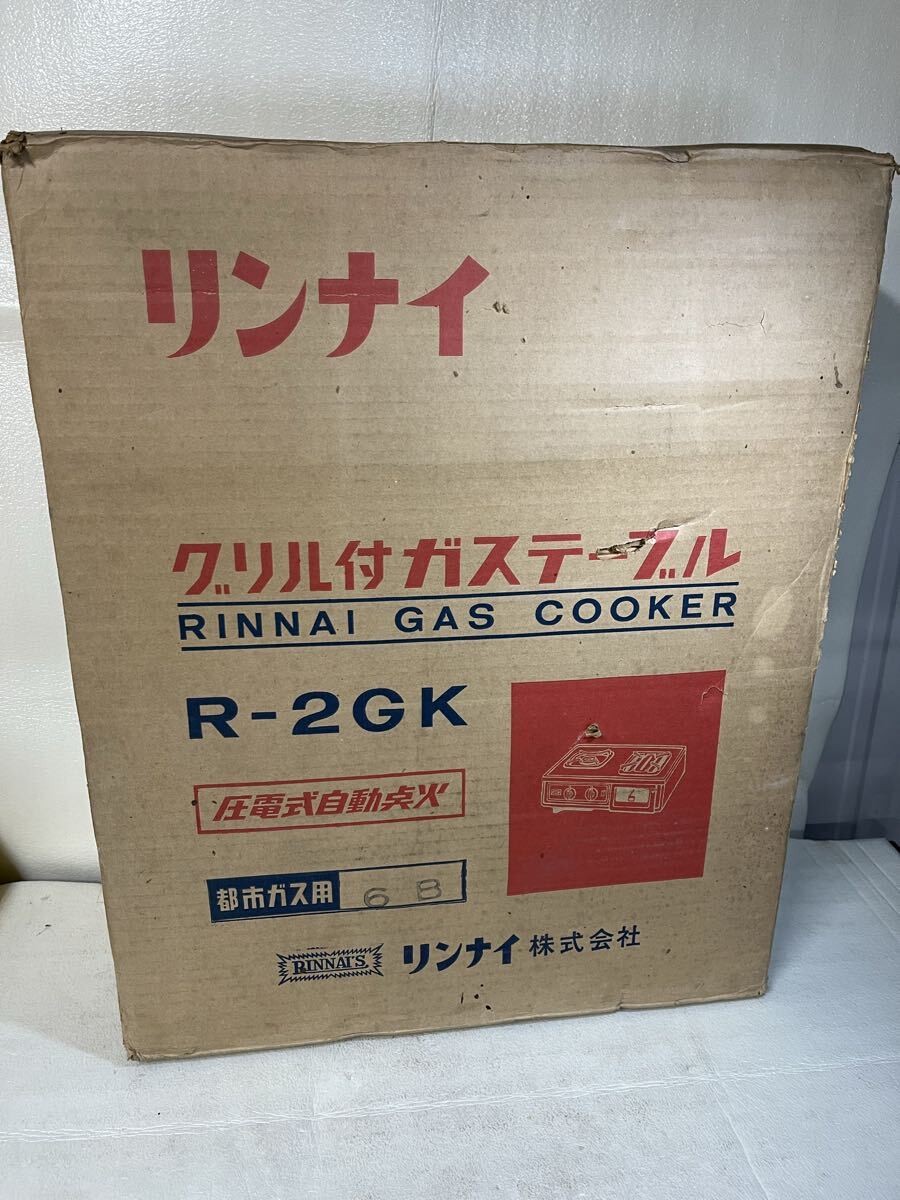 リンナイ
グリル付ガステーブル
RINNAI GAS COOKER
R-2GK
圧電式自動点火
6
都市ガス用 6B
RINNAI'S リンナイ株式会社